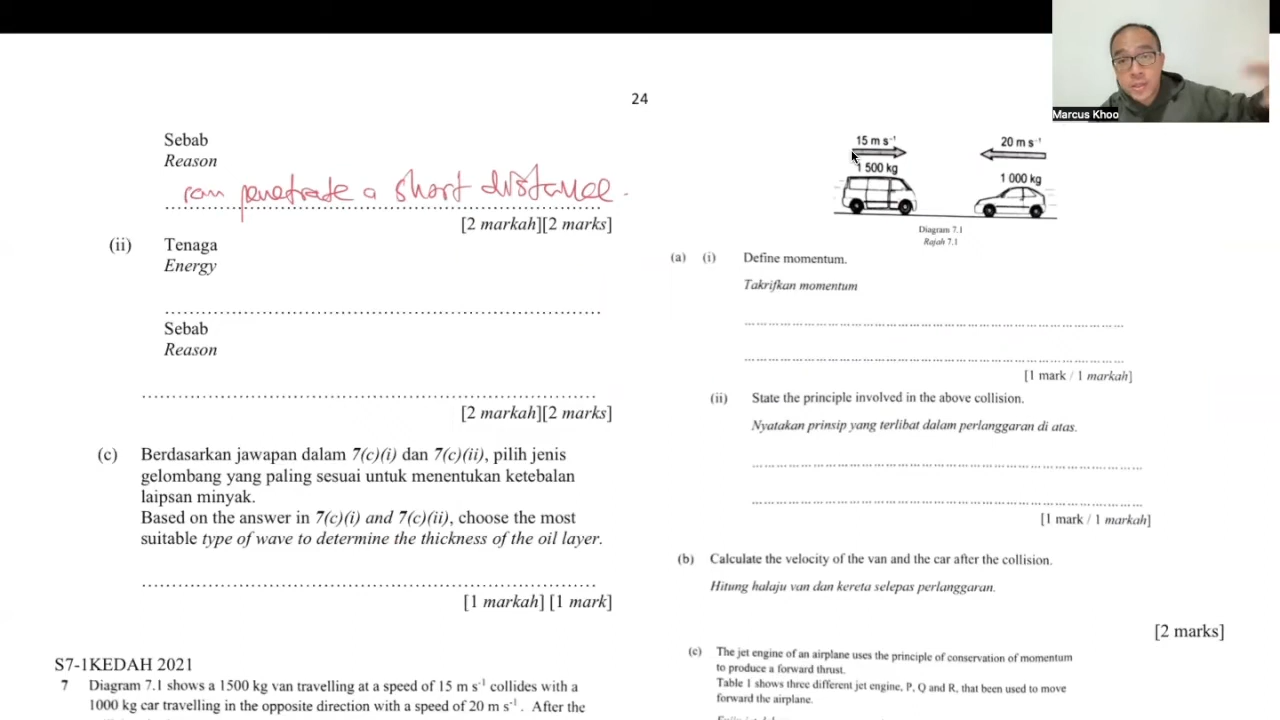 24
Marcus Khoo
Sebab
Reason
can penetrate a short distance.
[2 markah][2 marks]
(ii) Tenaga
Energy
Sebab
Reason
[2 markah][2 marks]
(c) Berdasarkan jawapan dalam 7(c)(i) dan 7(c)(ii), pilih jenis
gelombang yang paling sesuai untuk menentukan ketebalan
laipsan minyak.
Based on the answer in 7(c)(i) and 7(c)(ii), choose the most
suitable type of wave to determine the thickness of the oil layer.
[1 markah] [1 mark]
S7-1KEDAH 2021
7 Diagram 7.1 shows a 1500 kg van travelling at a speed of 15 m s⁻¹ collides with a
1000 kg car travelling in the opposite direction with a speed of 20 m s⁻¹. After the
15 m s⁻¹ 20 m s⁻¹
1 500 kg 1 000 kg
Diagram 7.1
Rajah 7.1
(a) (i) Define momentum.
Takrifkan momentum
[1 mark / 1 markah]
(ii) State the principle involved in the above collision.
Nyatakan prinsip yang terlibat dalam perlanggaran di atas.
[1 mark / 1 markah]
(b) Calculate the velocity of the van and the car after the collision.
Hitung halaju van dan kereta selepas perlanggaran.
[2 marks]
(c) The jet engine of an airplane uses the principle of conservation of momentum
to produce a forward thrust.
Table 1 shows three different jet engine, P, Q and R, that been used to move
forward the airplane.